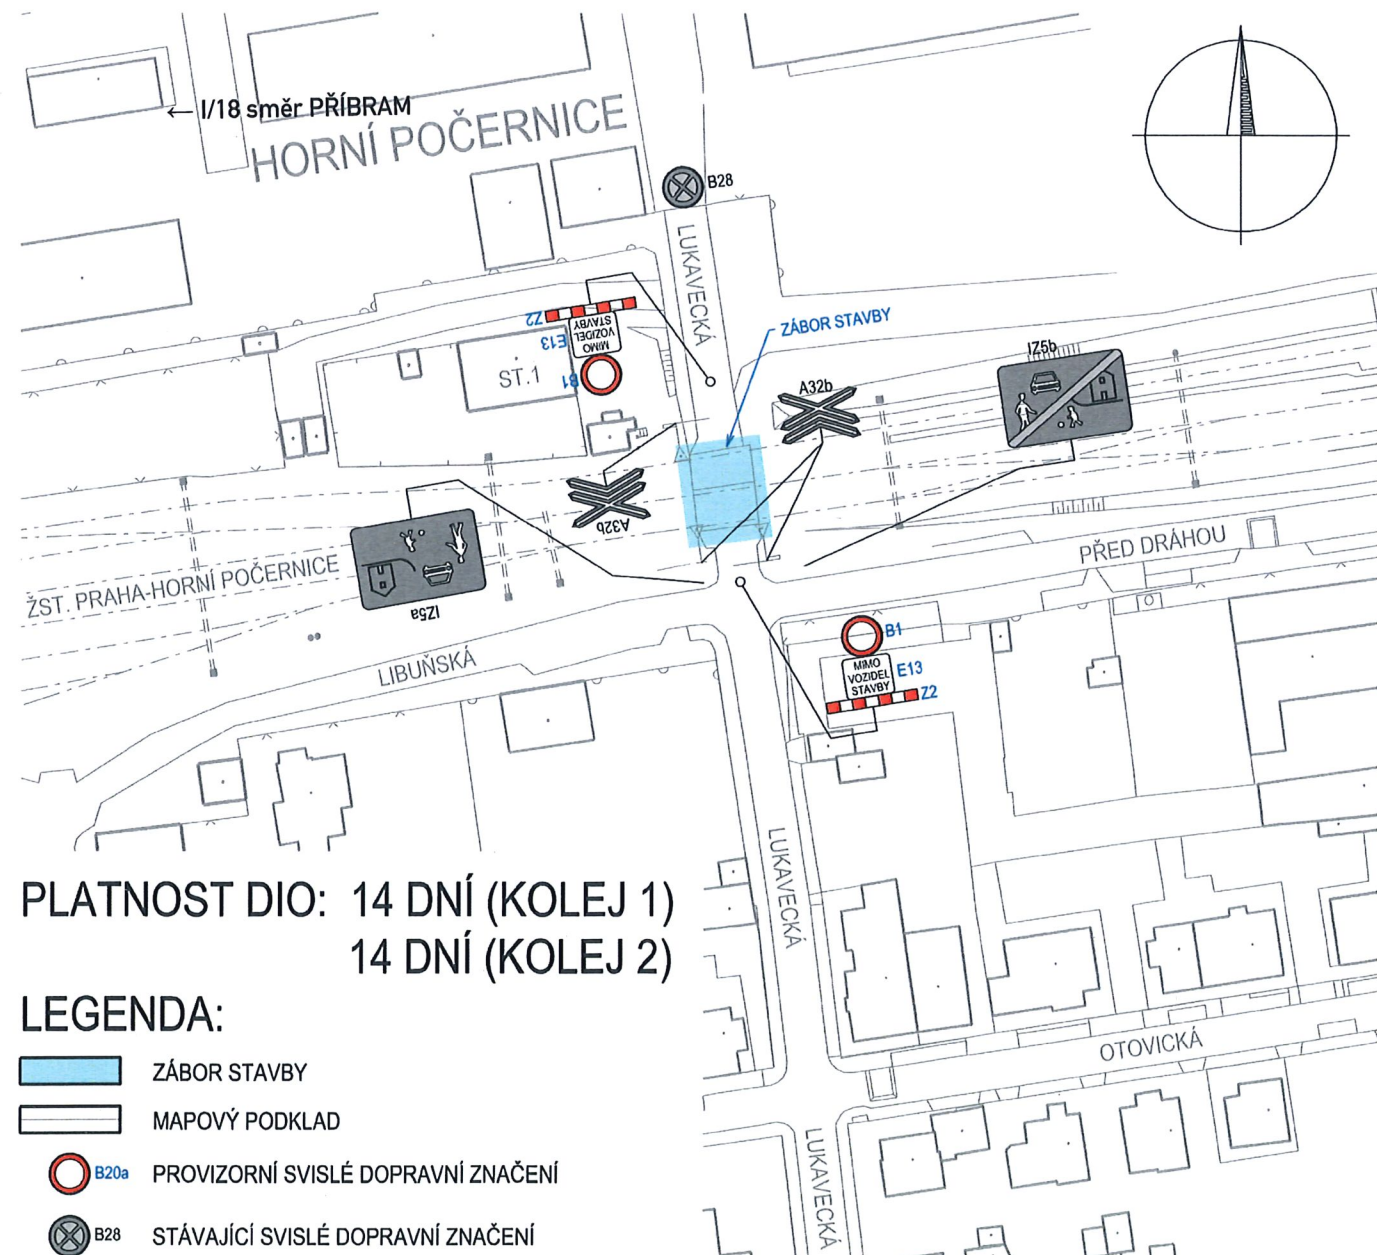 ← I/18 směr PŘÍBRAM
HORNÍ POČERNICE
B28
LUKAVECKÁ
ZÁBOR STAVBY
Z2
E13
MIMO
VOZIDEL
STAVBY
B1
ST.1
A32b
IZ5b
A32b
IZ5a
ŽST. PRAHA-HORNÍ POČERNICE
PŘED DRÁHOU
LIBUŇSKÁ
B1
MIMO
VOZIDEL
STAVBY
E13
Z2
LUKAVECKÁ
PLATNOST DIO: 14 DNÍ (KOLEJ 1)
14 DNÍ (KOLEJ 2)
LEGENDA:
ZÁBOR STAVBY
MAPOVÝ PODKLAD
B20a PROVIZORNÍ SVISLÉ DOPRAVNÍ ZNAČENÍ
B28 STÁVAJÍCÍ SVISLÉ DOPRAVNÍ ZNAČENÍ
OTOVICKÁ
LUKAVECKÁ